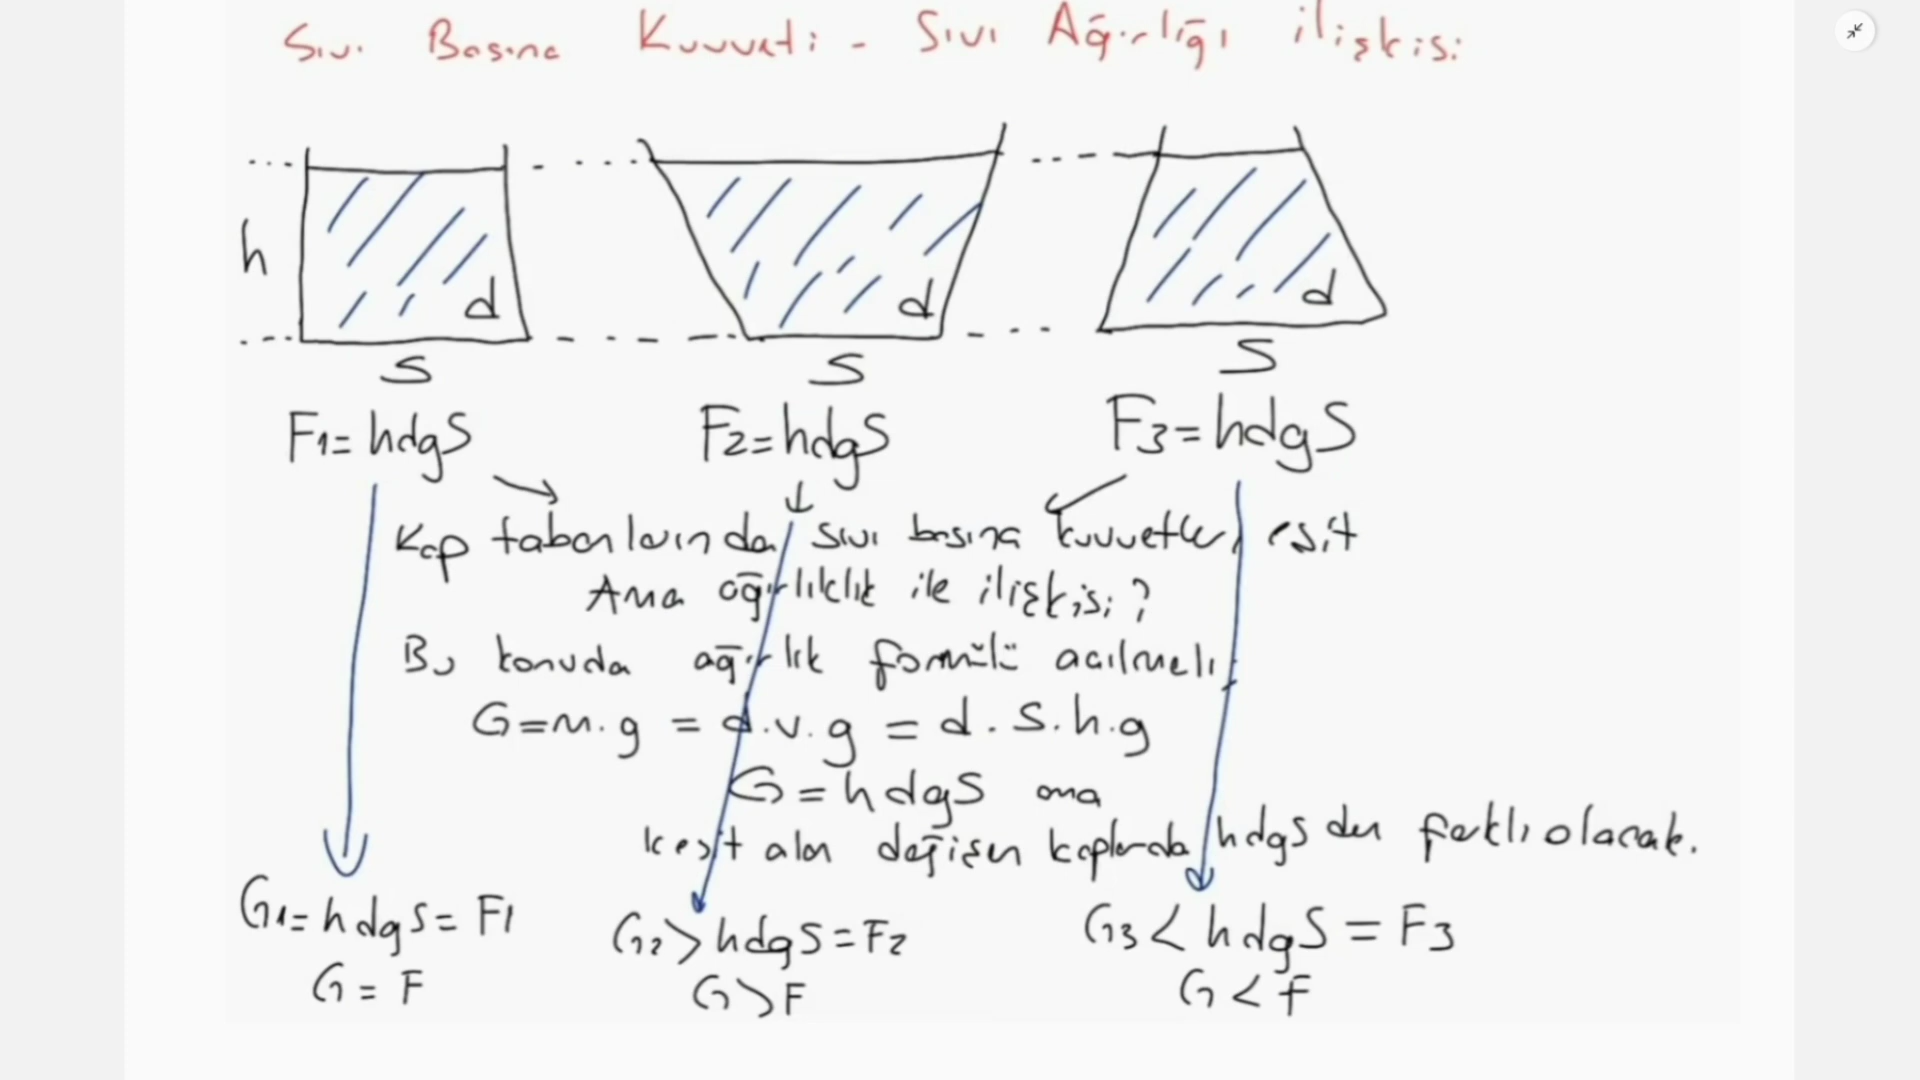 Sıvı Basınç Kuvveti - Sıvı Ağırlığı ilişkisi
h
d
d
d
S
S
S
F1 = hdgS
F2 = hdgS
F3 = hdgS
Kap tabanlarında sıvı basınç kuvvetleri eşit
Ama ağırlıklık ile ilişkisi?
Bu konuda ağırlık formülü açılmalı
G = m.g = d.v.g = d.S.h.g
G = hdgS ama
kesit alan değişen kaplarda hdgS den farklı olacak.
G1 = hdgS = F1
G2 > hdgS = F2
G3 < hdgS = F3
G = F
G > F
G < F